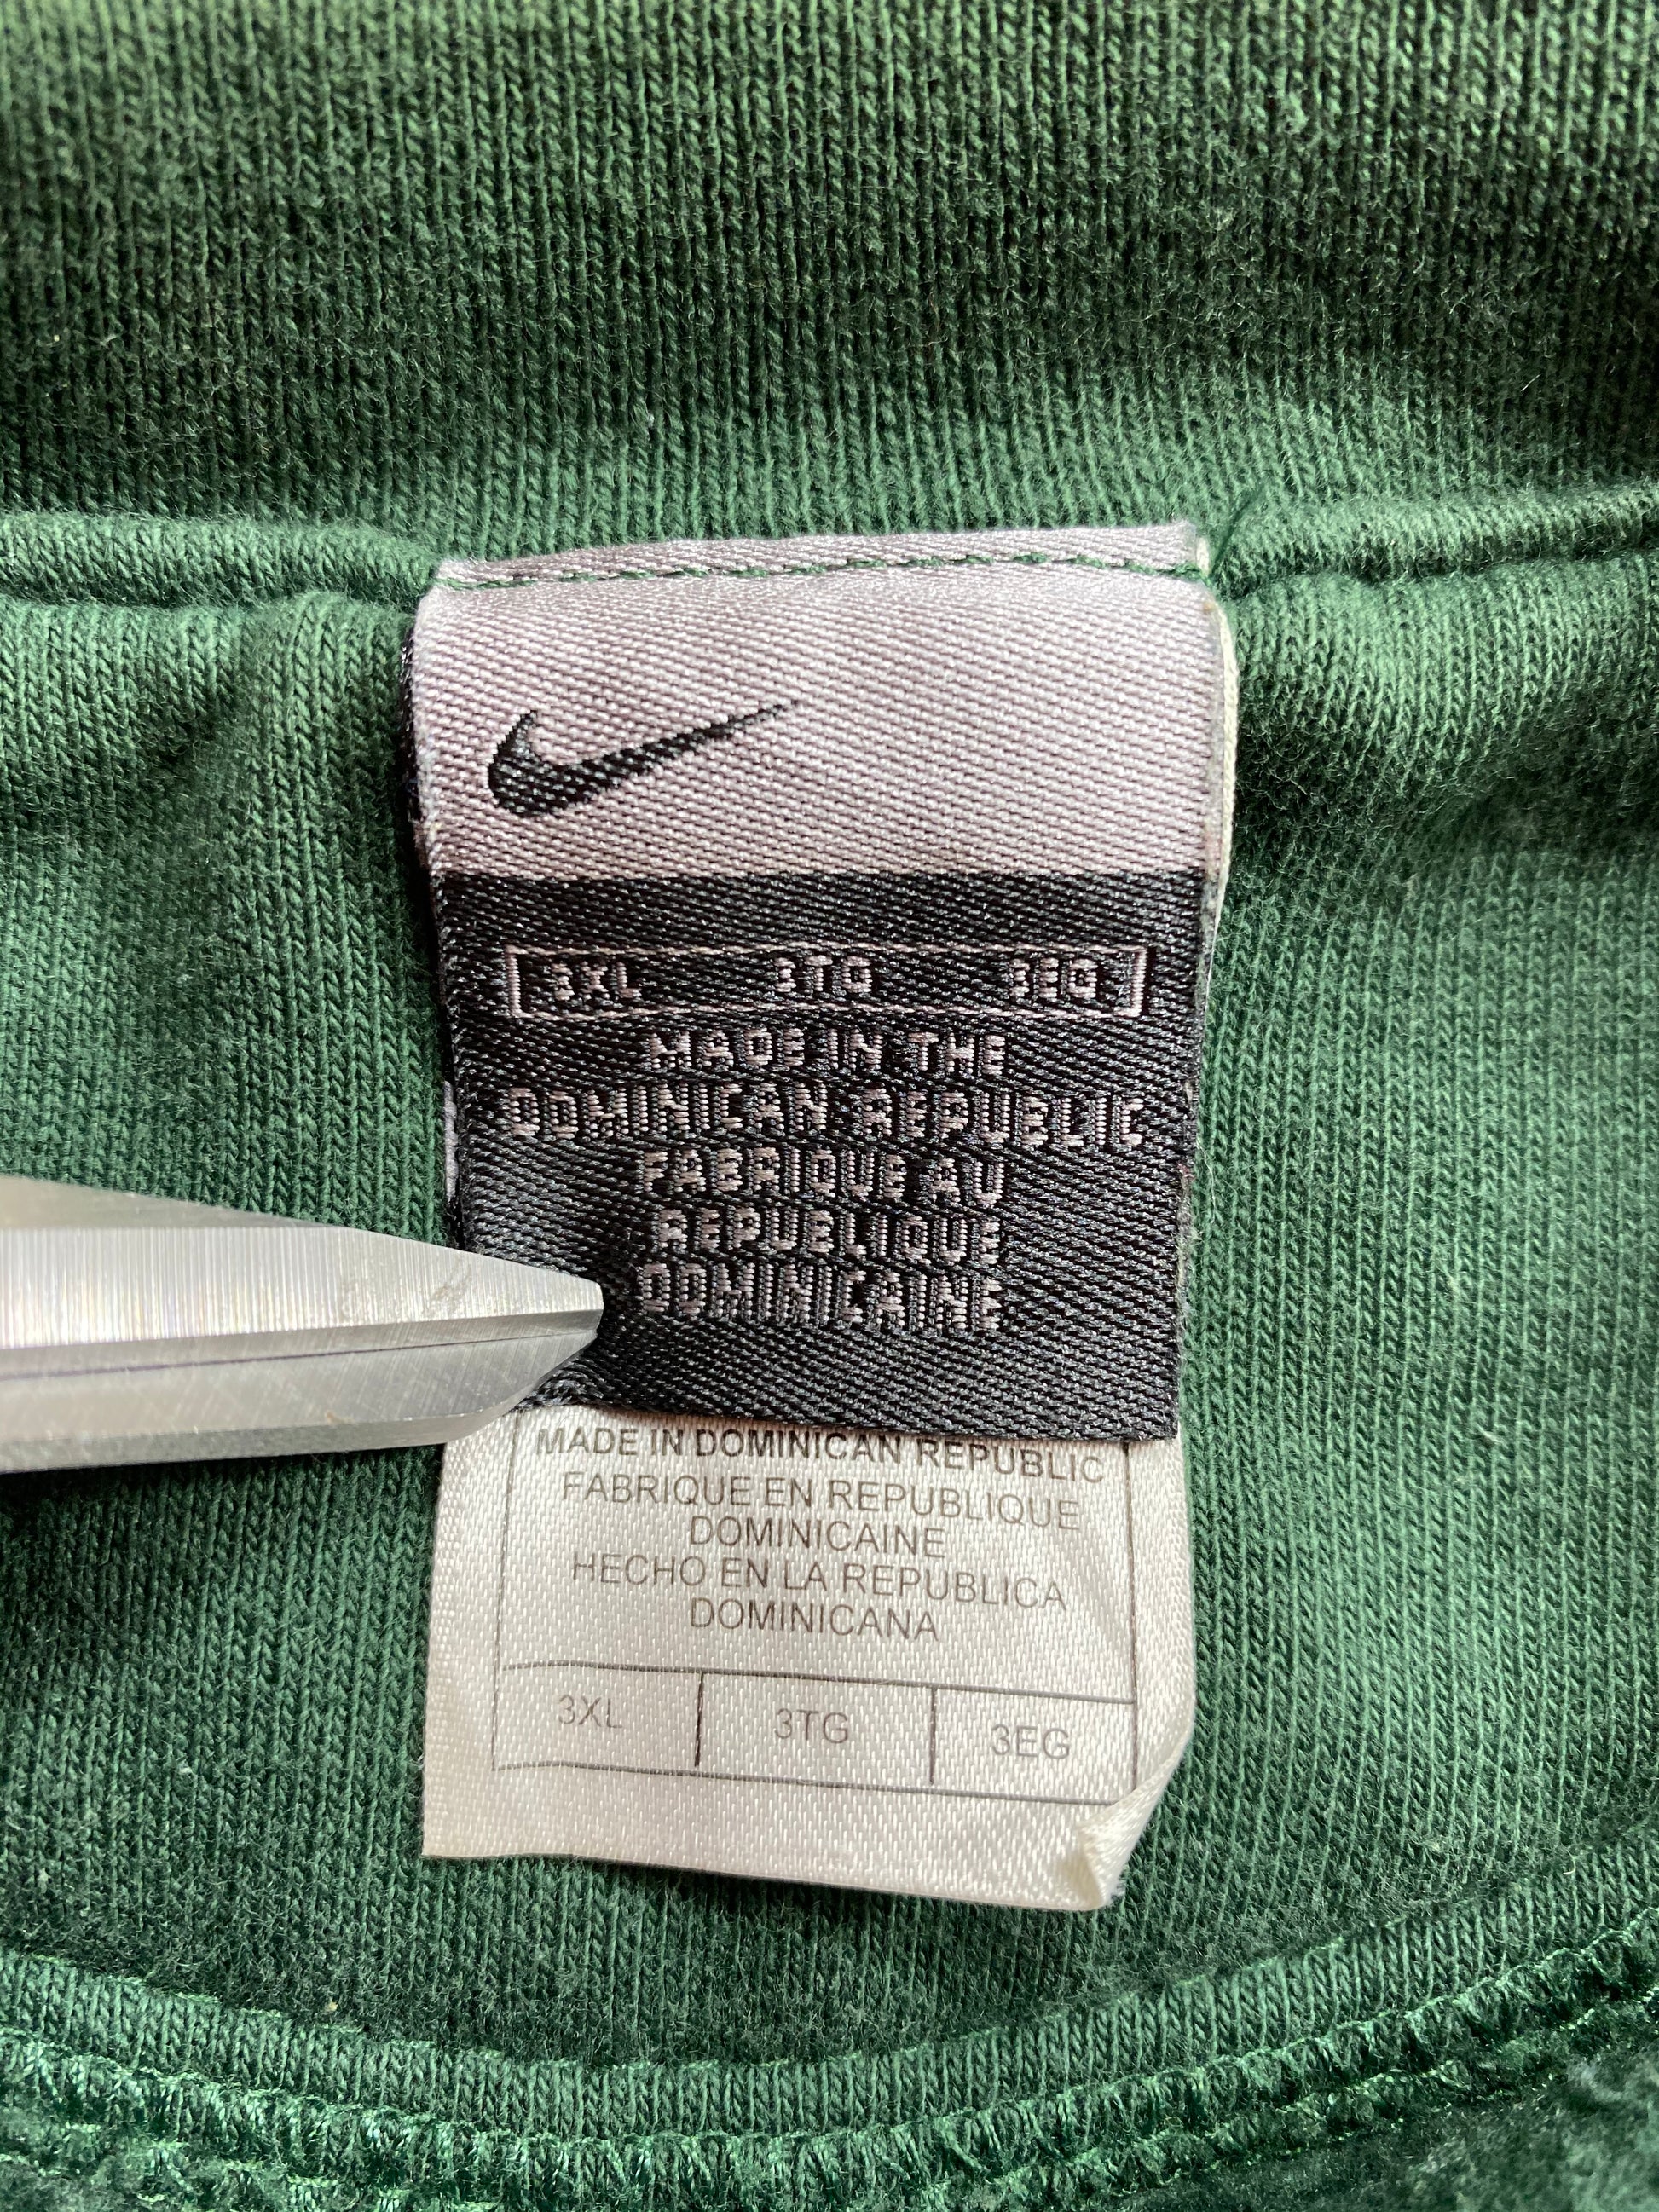 3XL 3TG 3EG
MADE IN THE
DOMINICAN REPUBLIC
FABRIQUE AU
REPUBLIQUE
DOMINICAINE
MADE IN DOMINICAN REPUBLIC
FABRIQUE EN REPUBLIQUE
DOMINICAINE
HECHO EN LA REPUBLICA
DOMINICANA
3XL 3TG 3EG